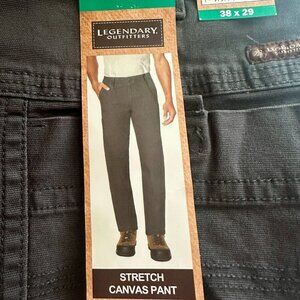 38 x 29
LEGENDARY
OUTFITTERS
STRETCH
CANVAS PANT